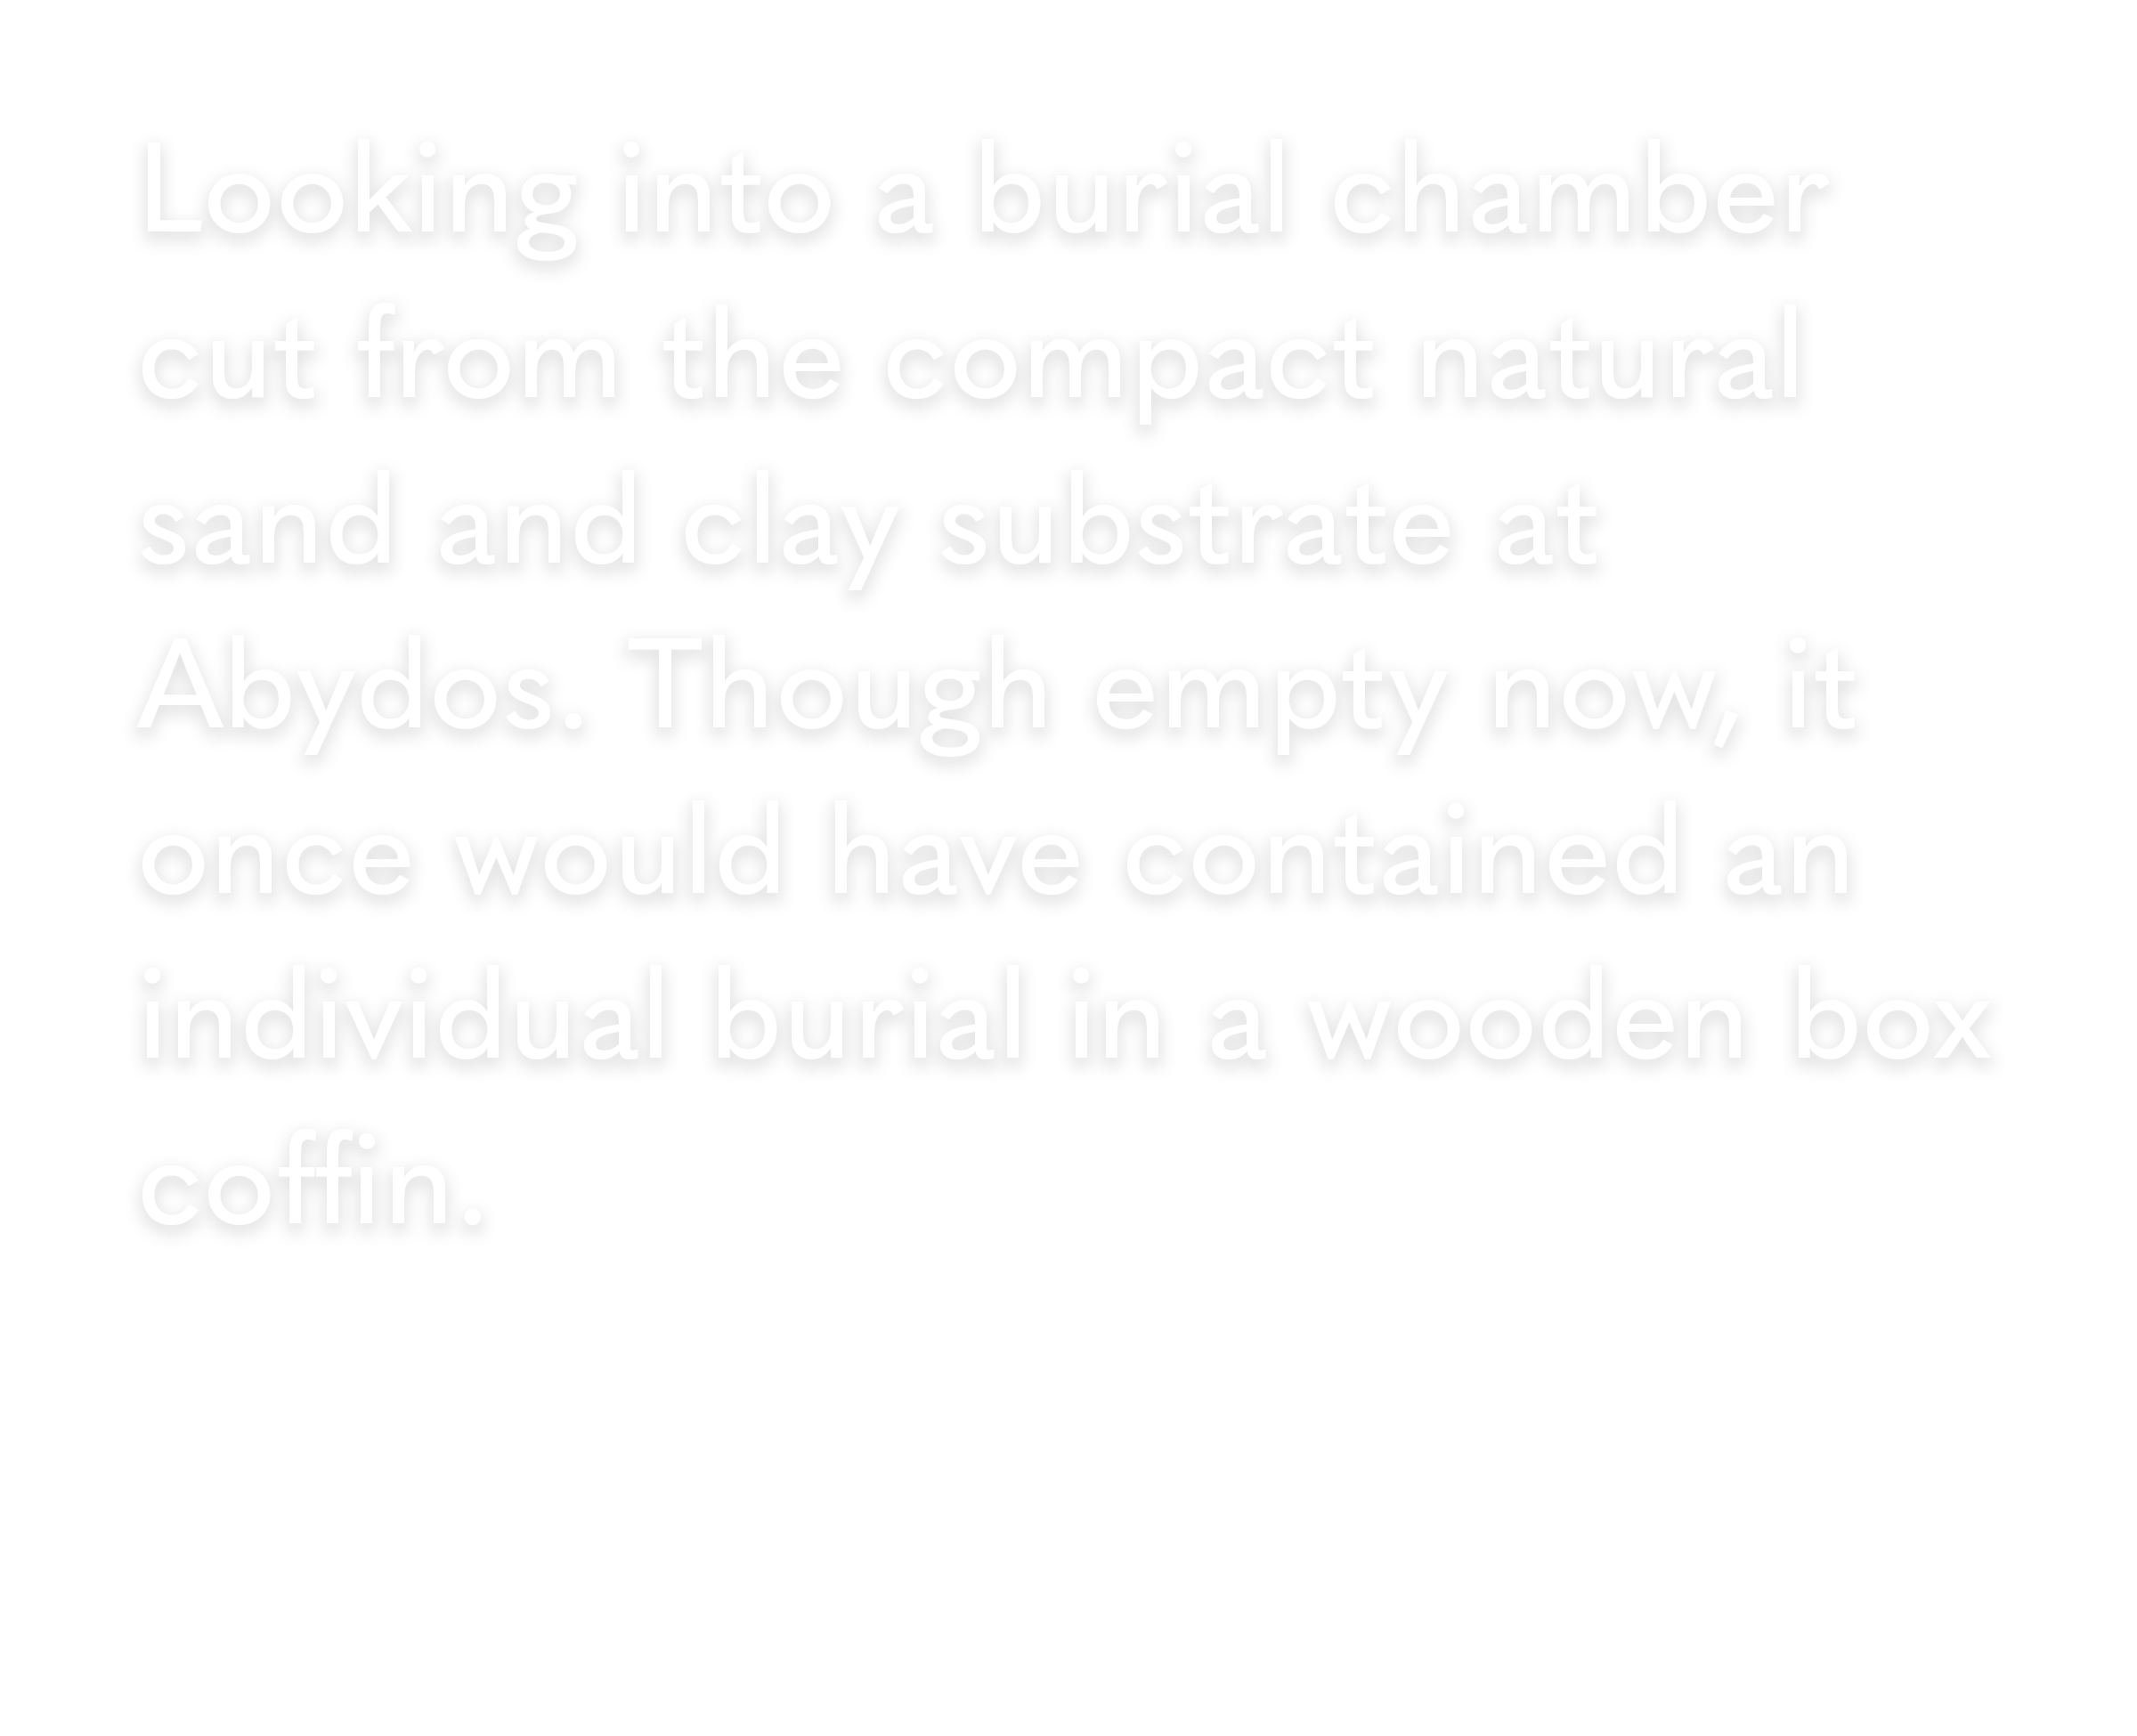 Looking into a burial chamber
cut from the compact natural
sand and clay substrate at
Abydos. Though empty now, it
once would have contained an
individual burial in a wooden box
coffin.